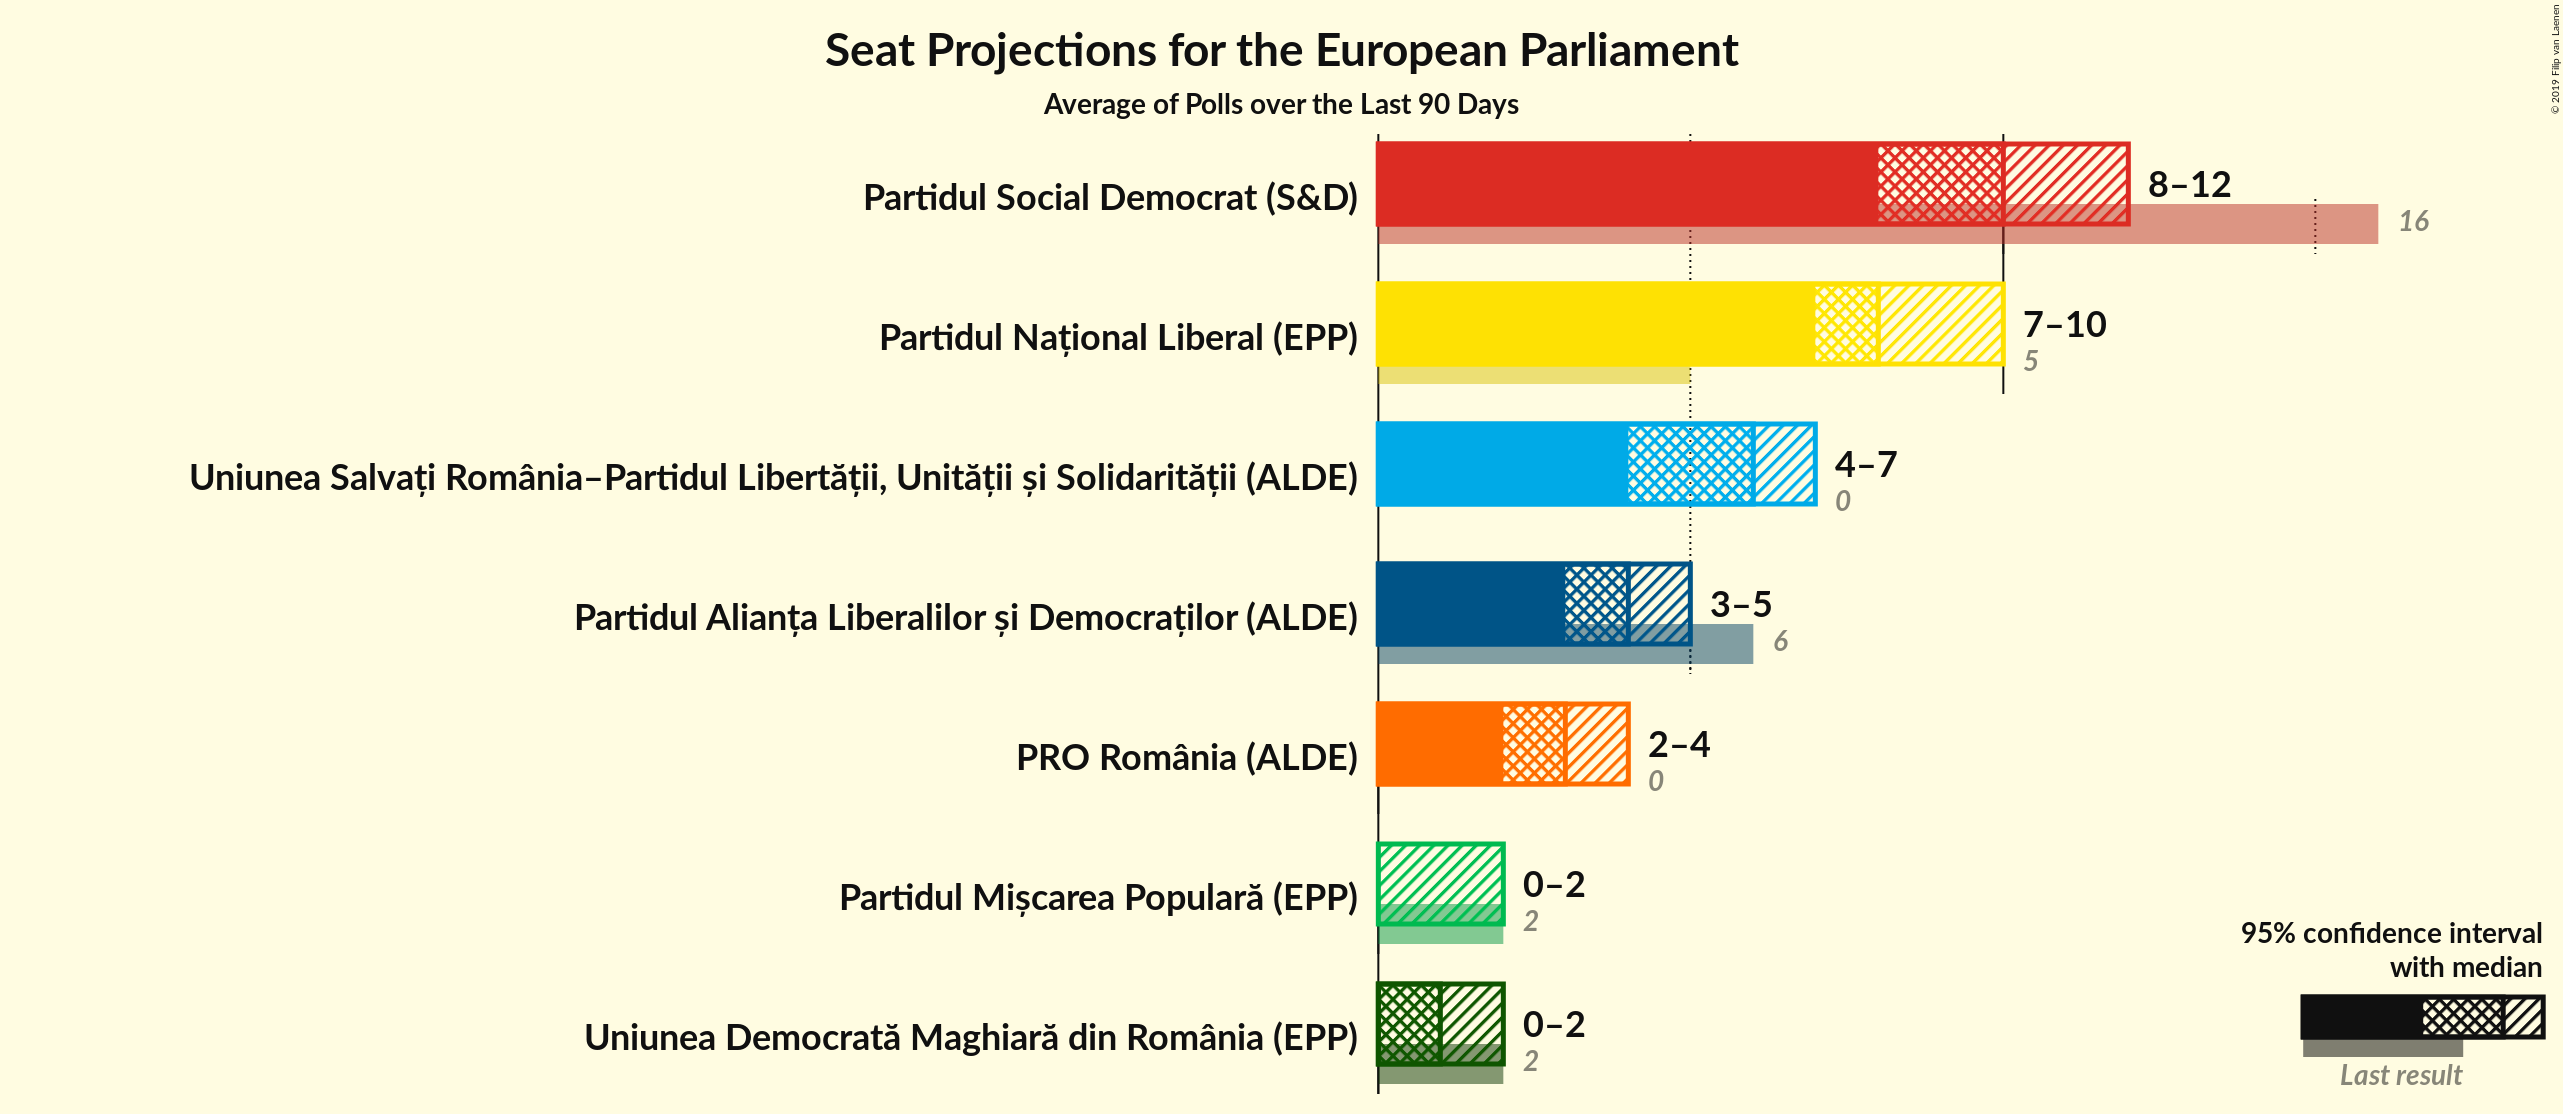 Seat Projections for the European Parliament
Average of Polls over the Last 90 Days
© 2019 Filip van Laenen
Partidul Social Democrat (S&D)
8–12
16
Partidul Național Liberal (EPP)
7–10
5
Uniunea Salvați România–Partidul Libertății, Unității și Solidarității (ALDE)
4–7
0
Partidul Alianța Liberalilor și Democraților (ALDE)
3–5
6
PRO România (ALDE)
2–4
0
Partidul Mișcarea Populară (EPP)
0–2
2
Uniunea Democrată Maghiară din România (EPP)
0–2
2
95% confidence interval
with median
Last result